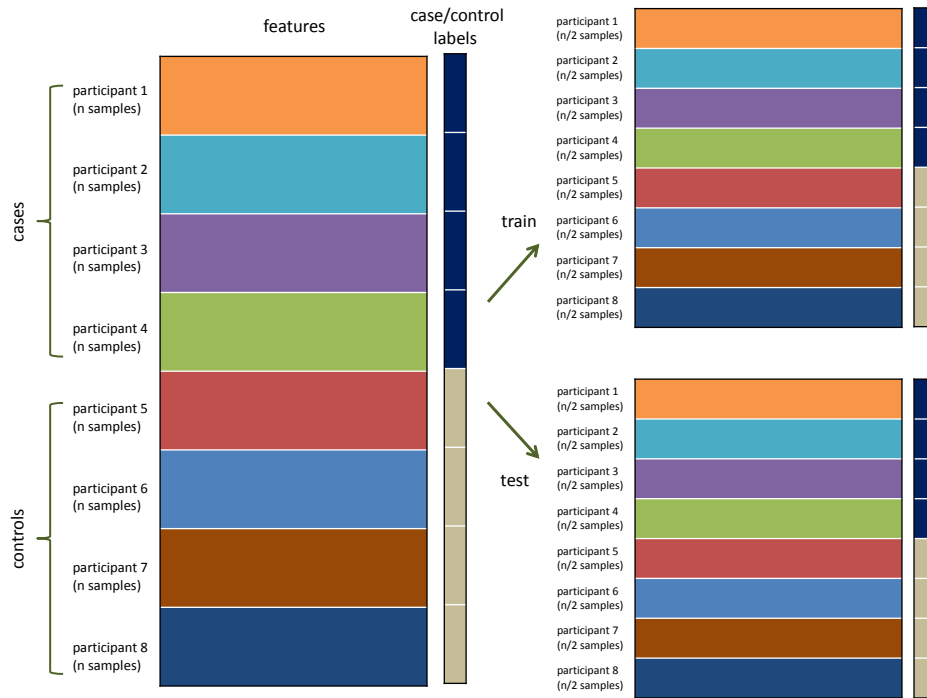 features
case/control
labels
cases
participant 1
(n samples)
participant 2
(n samples)
participant 3
(n samples)
participant 4
(n samples)
controls
participant 5
(n samples)
participant 6
(n samples)
participant 7
(n samples)
participant 8
(n samples)
train
participant 1
(n/2 samples)
participant 2
(n/2 samples)
participant 3
(n/2 samples)
participant 4
(n/2 samples)
participant 5
(n/2 samples)
participant 6
(n/2 samples)
participant 7
(n/2 samples)
participant 8
(n/2 samples)
test
participant 1
(n/2 samples)
participant 2
(n/2 samples)
participant 3
(n/2 samples)
participant 4
(n/2 samples)
participant 5
(n/2 samples)
participant 6
(n/2 samples)
participant 7
(n/2 samples)
participant 8
(n/2 samples)